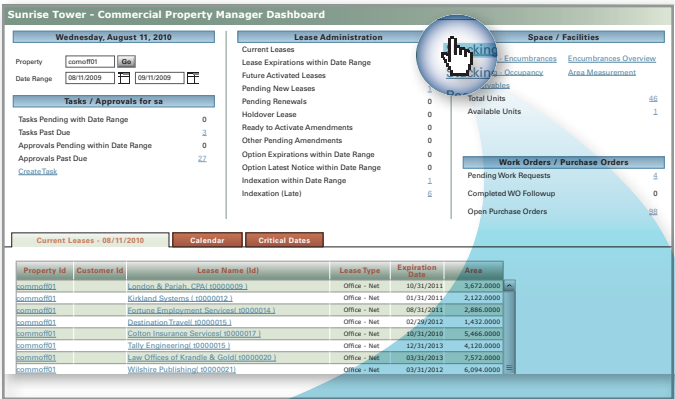 Sunrise Tower - Commercial Property Manager Dashboard
Wednesday, August 11, 2010
Property comoff01 Go
Date Range 08/11/2009 09/11/2009
Tasks / Approvals for sa
Tasks Pending with Date Range 0
Tasks Past Due 3
Approvals Pending within Date Range 0
Approvals Past Due 27
Create Task
Lease Administration
Current Leases
Lease Expirations within Date Range
Future Activated Leases
Pending New Leases 1
Pending Renewals 0
Holdover Lease 0
Ready to Activate Amendments 0
Other Pending Amendments 0
Option Expirations within Date Range 0
Option Latest Notice within Date Range 0
Indexation within Date Range 1
Indexation (Late) 6
Space / Facilities
Stacking
- Encumbrances Encumbrances Overview
Stacking - Occupancy Area Measurement
Total Units 46
Available Units 1
Work Orders / Purchase Orders
Pending Work Requests 4
Completed WO Followup 0
Open Purchase Orders 98
Current Leases - 08/11/2010 Calendar Critical Dates
Property Id Customer Id Lease Name (Id) Lease Type Expiration Date Area
commoff01 London & Pariah, CPA( t0000009 ) Office - Net 10/31/2011 3,672.0000
commoff01 Kirkland Systems ( t0000012 ) Office - Net 01/31/2011 2,122.0000
commoff01 Fortune Employment Services( t0000014 ) Office - Net 08/31/2011 2,886.0000
commoff01 Destination Travel( t0000015 ) Office - Net 02/29/2012 1,432.0000
commoff01 Colton Insurance Services( t0000017 ) Office - Net 10/31/2010 5,466.0000
commoff01 Tally Engineering( t0000015 ) Office - Net 12/31/2013 4,120.0000
commoff01 Law Offices of Krandle & Gold( t0000020 ) Office - Net 03/31/2013 7,572.0000
commoff01 Wilshire Publishing( t0000021) Office - Net 03/31/2012 6,094.0000